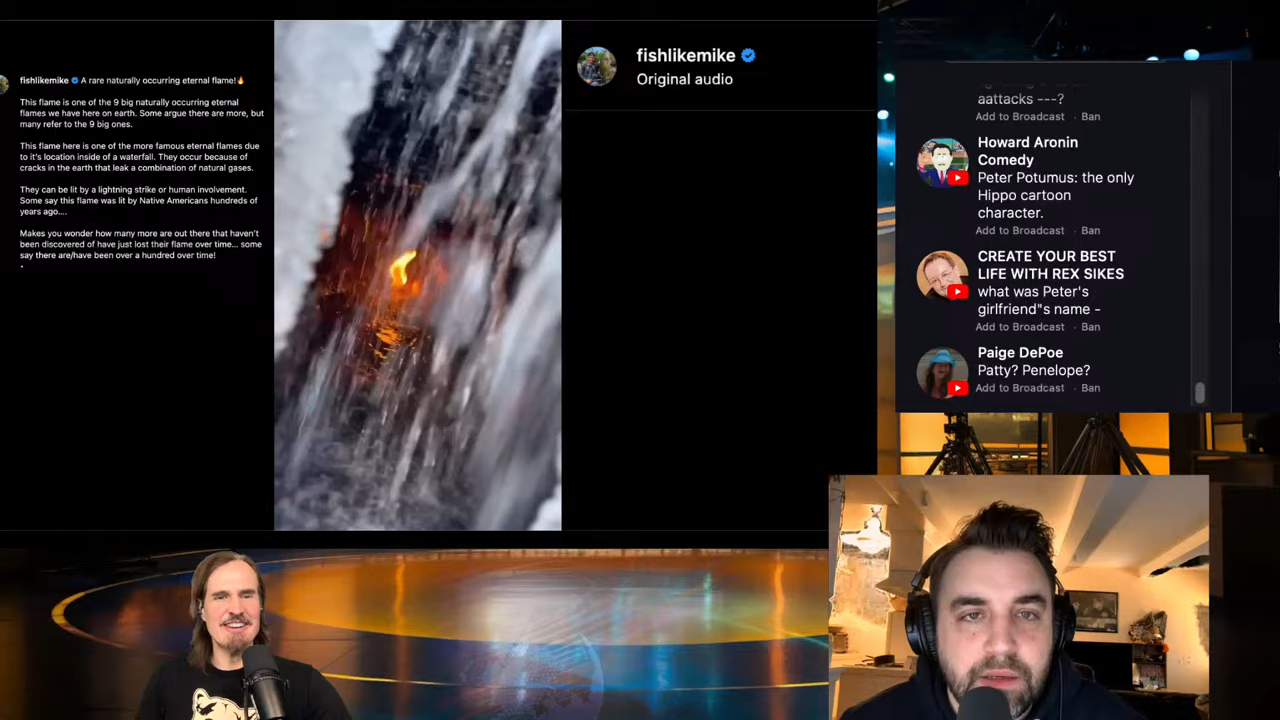 fishlikemike A rare naturally occurring eternal flame!🔥
This flame is one of the 9 big naturally occurring eternal
flames we have here on earth. Some argue there are more, but
many refer to the 9 big ones.
This flame here is one of the more famous eternal flames due
to it's location inside of a waterfall. They occur because of
cracks in the earth that leak a combination of natural gases.
They can be lit by a lightning strike or human involvement.
Some say this flame was lit by Native Americans hundreds of
years ago....
Makes you wonder how many more are out there that haven't
been discovered of have just lost their flame over time... some
say there are/have been over a hundred over time!
fishlikemike
Original audio
aattacks ---?
Add to Broadcast · Ban
Howard Aronin
Comedy
Peter Potumus: the only
Hippo cartoon
character.
Add to Broadcast · Ban
CREATE YOUR BEST
LIFE WITH REX SIKES
what was Peter's
girlfriend"s name -
Add to Broadcast · Ban
Paige DePoe
Patty? Penelope?
Add to Broadcast · Ban